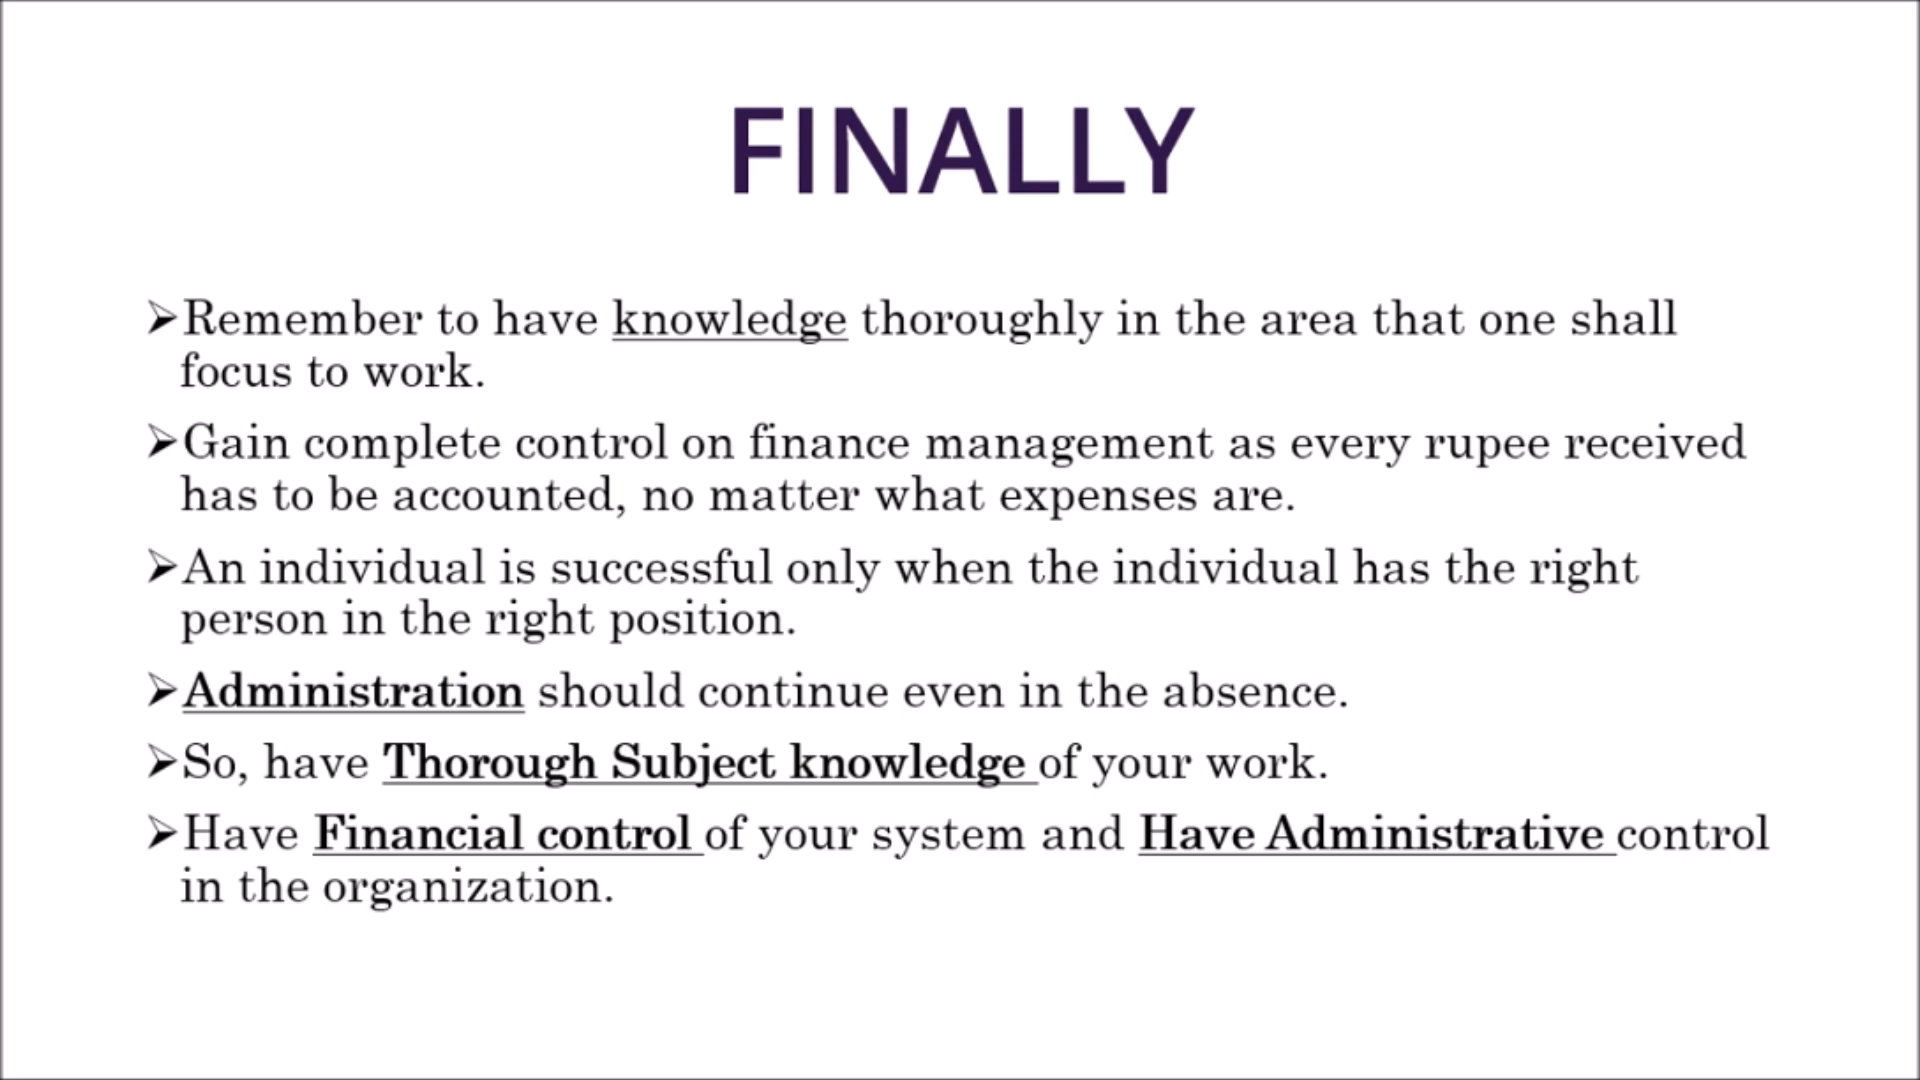 FINALLY
➢Remember to have knowledge thoroughly in the area that one shall
focus to work.
➢Gain complete control on finance management as every rupee received
has to be accounted, no matter what expenses are.
➢An individual is successful only when the individual has the right
person in the right position.
➢Administration should continue even in the absence.
➢So, have Thorough Subject knowledge of your work.
➢Have Financial control of your system and Have Administrative control
in the organization.